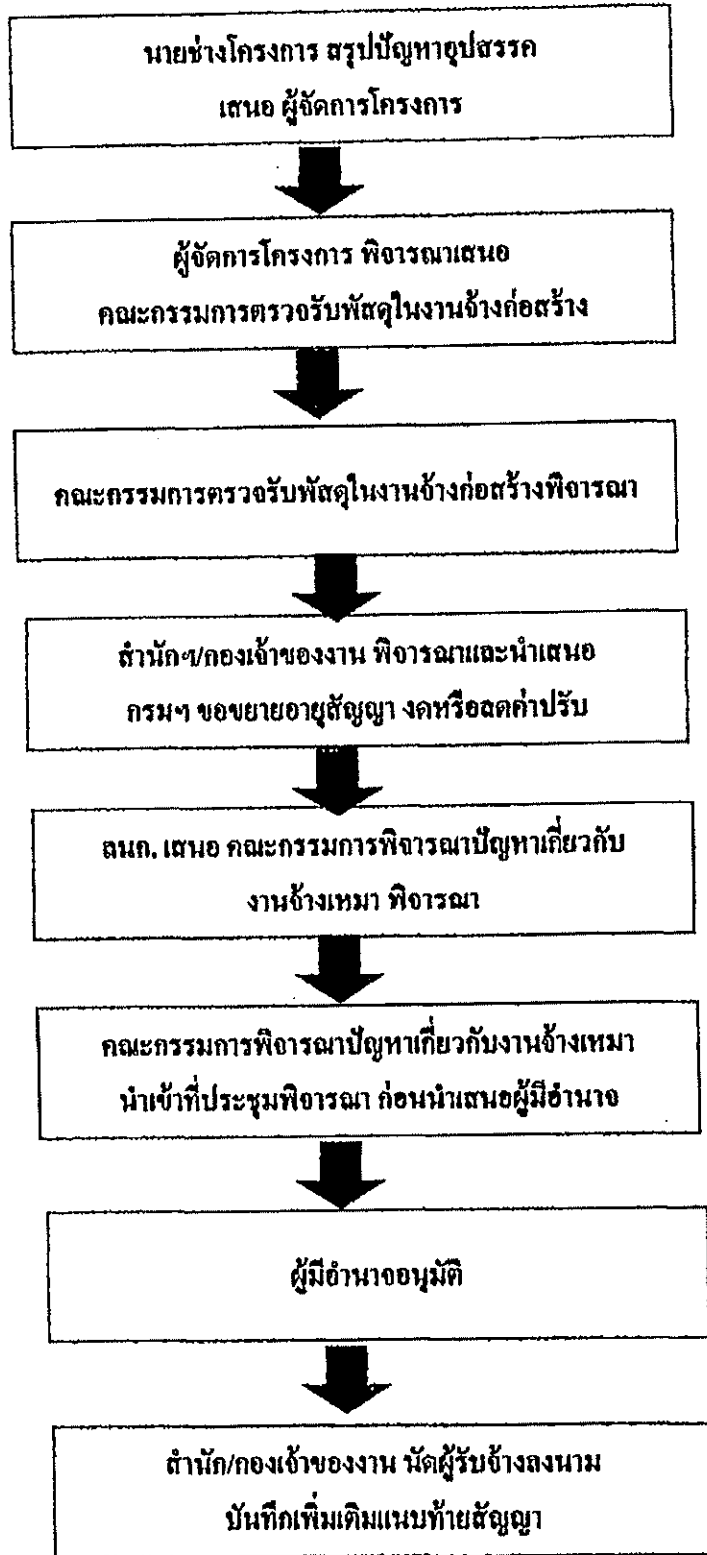 นายช่างโครงการ สรุปปัญหาอุปสรรค
เสนอ ผู้จัดการโครงการ
ผู้จัดการโครงการ พิจารณาเสนอ
คณะกรรมการตรวจรับพัสดุในงานจ้างก่อสร้าง
คณะกรรมการตรวจรับพัสดุในงานจ้างก่อสร้างพิจารณา
สำนักฯ/กองเจ้าของงาน พิจารณาและนำเสนอ
กรมฯ ขอขยายอายุสัญญา งดหรือลดค่าปรับ
ลนก. เสนอ คณะกรรมการพิจารณาปัญหาเกี่ยวกับ
งานจ้างเหมา พิจารณา
คณะกรรมการพิจารณาปัญหาเกี่ยวกับงานจ้างเหมา
นำเข้าที่ประชุมพิจารณา ก่อนนำเสนอผู้มีอำนาจ
ผู้มีอำนาจอนุมัติ
สำนัก/กองเจ้าของงาน นัดผู้รับจ้างลงนาม
บันทึกเพิ่มเติมแนบท้ายสัญญา